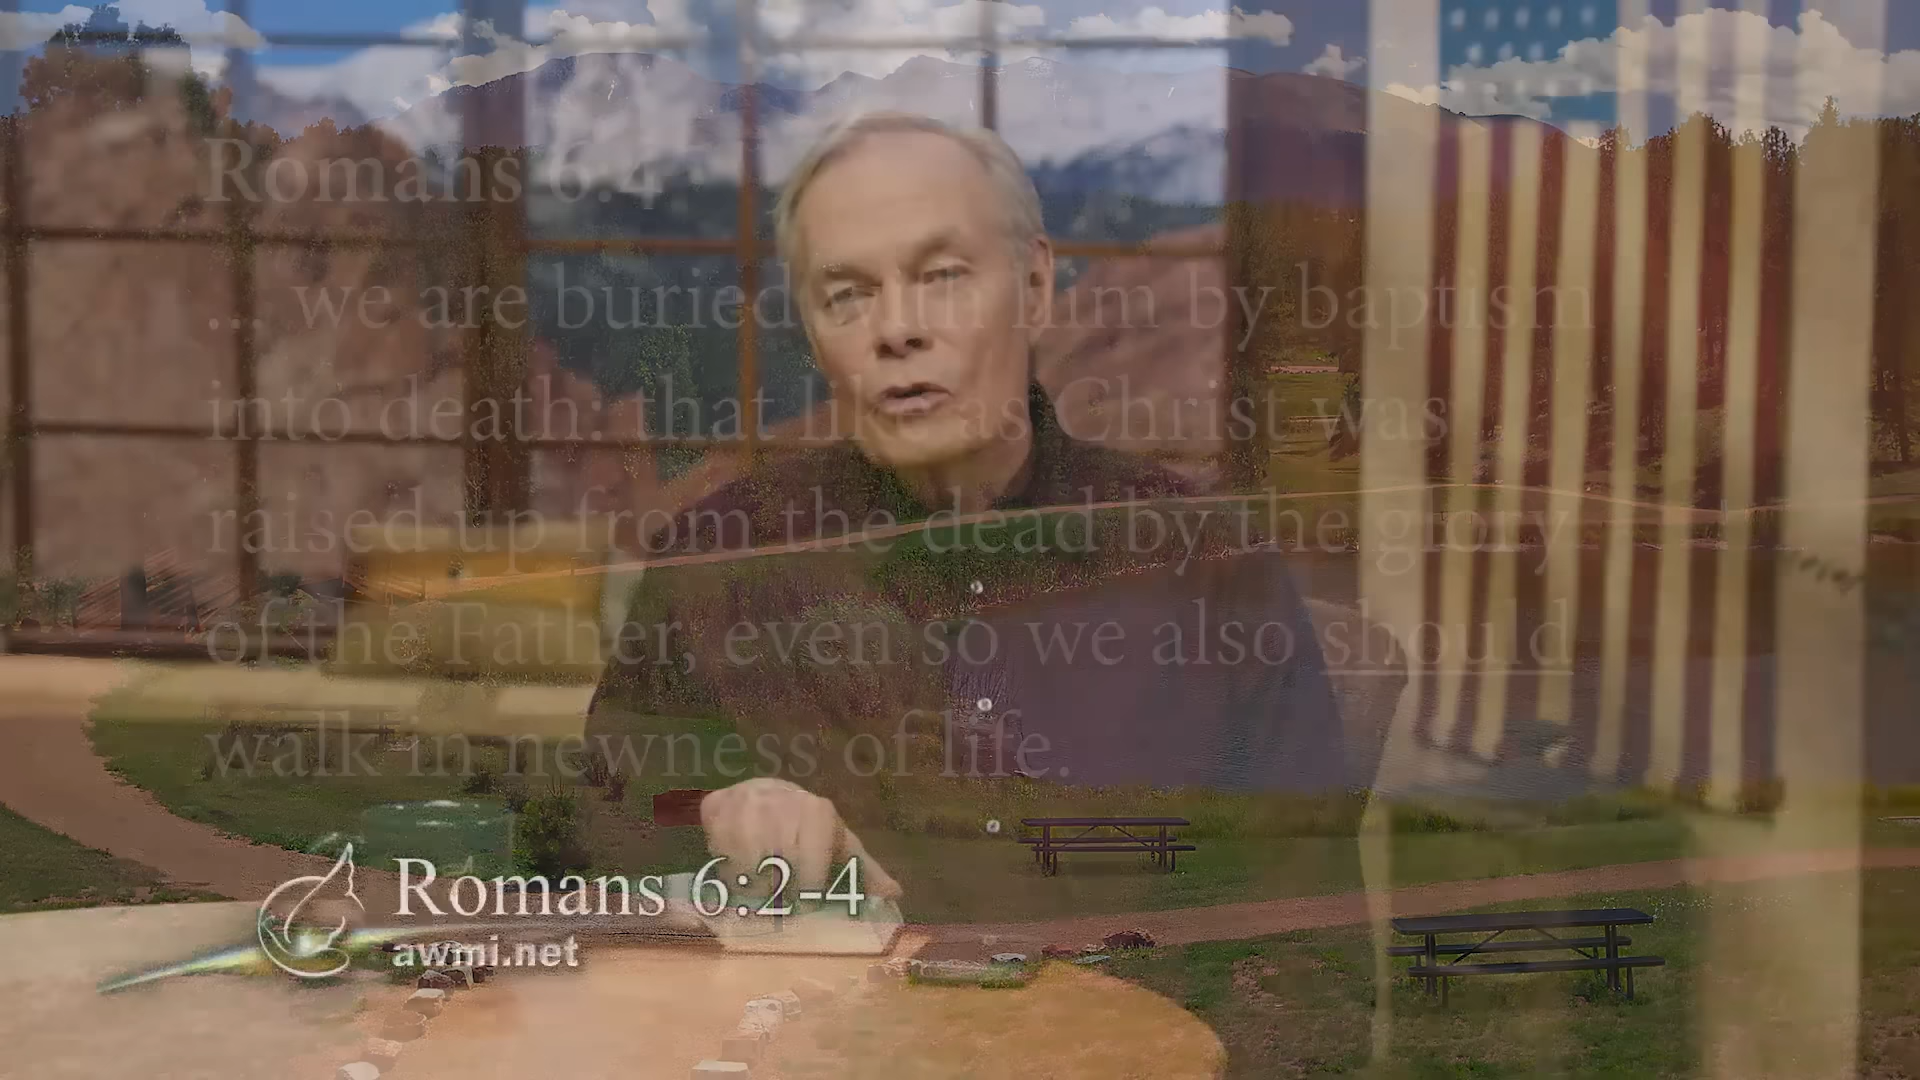 Romans 6:4
... we are buried with him by baptism
into death: that like as Christ was
raised up from the dead by the glory
of the Father, even so we also should
walk in newness of life.
Romans 6:2-4
awmi.net